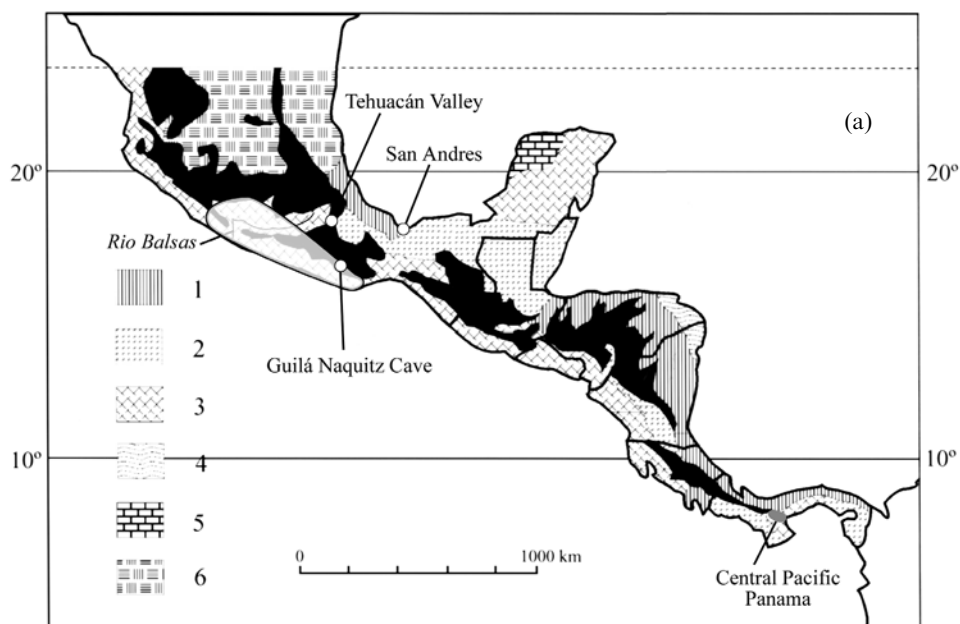 (a)
Tehuacán Valley
San Andres
20º
20º
Rio Balsas
1
2
Guilá Naquitz Cave
3
10º
10º
4
5
0
1000 km
6
Central Pacific
Panama